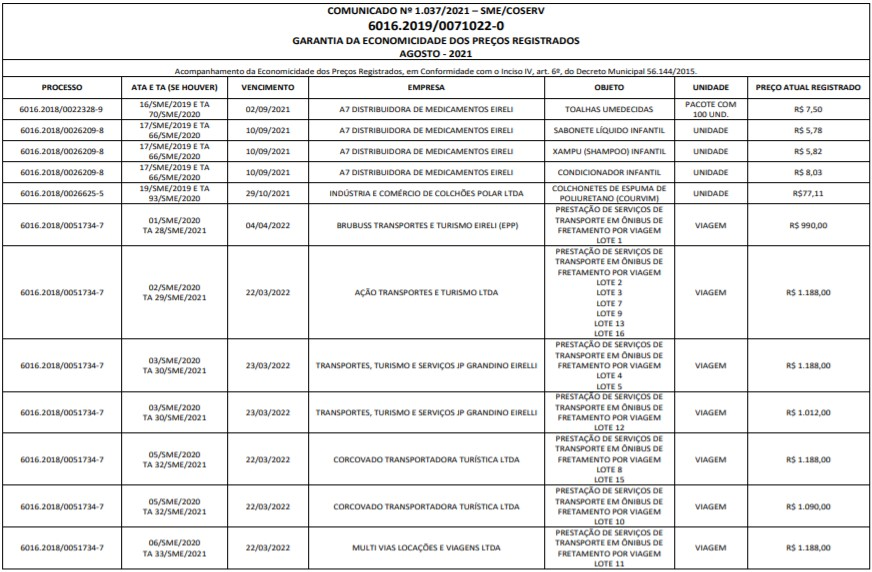 COMUNICADO Nº 1.037/2021 – SME/COSERV
6016.2019/0071022-0
GARANTIA DA ECONOMICIDADE DOS PREÇOS REGISTRADOS
AGOSTO - 2021
Acompanhamento da Economicidade dos Preços Registrados, em Conformidade com o Inciso IV, art. 6º, do Decreto Municipal 56.144/2015.
PROCESSO ATA E TA (SE HOUVER) VENCIMENTO EMPRESA OBJETO UNIDADE PREÇO ATUAL REGISTRADO
6016.2018/0022328-9
16/SME/2019 E TA
70/SME/2020
02/09/2021
A7 DISTRIBUIDORA DE MEDICAMENTOS EIRELI
TOALHAS UMEDECIDAS
PACOTE COM
100 UND.
R$ 7,50
6016.2018/0026209-8
17/SME/2019 E TA
66/SME/2020
10/09/2021
A7 DISTRIBUIDORA DE MEDICAMENTOS EIRELI
SABONETE LÍQUIDO INFANTIL
UNIDADE
R$ 5,78
6016.2018/0026209-8
17/SME/2019 E TA
66/SME/2020
10/09/2021
A7 DISTRIBUIDORA DE MEDICAMENTOS EIRELI
XAMPU (SHAMPOO) INFANTIL
UNIDADE
R$ 5,82
6016.2018/0026209-8
17/SME/2019 E TA
66/SME/2020
10/09/2021
A7 DISTRIBUIDORA DE MEDICAMENTOS EIRELI
CONDICIONADOR INFANTIL
UNIDADE
R$ 8,03
6016.2018/0026625-5
19/SME/2019 E TA
93/SME/2020
29/10/2021
INDÚSTRIA E COMÉRCIO DE COLCHÕES POLAR LTDA
COLCHONETES DE ESPUMA DE
POLIURETANO (COURVIM)
UNIDADE
R$77,11
6016.2018/0051734-7
01/SME/2020
TA 28/SME/2021
04/04/2022
BRUBUSS TRANSPORTES E TURISMO EIRELI (EPP)
PRESTAÇÃO DE SERVIÇOS DE
TRANSPORTE EM ÔNIBUS DE
FRETAMENTO POR VIAGEM
LOTE 1
VIAGEM
R$ 990,00
6016.2018/0051734-7
02/SME/2020
TA 29/SME/2021
22/03/2022
AÇÃO TRANSPORTES E TURISMO LTDA
PRESTAÇÃO DE SERVIÇOS DE
TRANSPORTE EM ÔNIBUS DE
FRETAMENTO POR VIAGEM
LOTE 2
LOTE 3
LOTE 7
LOTE 9
LOTE 13
LOTE 16
VIAGEM
R$ 1.188,00
6016.2018/0051734-7
03/SME/2020
TA 30/SME/2021
23/03/2022
TRANSPORTES, TURISMO E SERVIÇOS JP GRANDINO EIRELLI
PRESTAÇÃO DE SERVIÇOS DE
TRANSPORTE EM ÔNIBUS DE
FRETAMENTO POR VIAGEM
LOTE 4
LOTE 5
VIAGEM
R$ 1.188,00
6016.2018/0051734-7
03/SME/2020
TA 30/SME/2021
23/03/2022
TRANSPORTES, TURISMO E SERVIÇOS JP GRANDINO EIRELLI
PRESTAÇÃO DE SERVIÇOS DE
TRANSPORTE EM ÔNIBUS DE
FRETAMENTO POR VIAGEM
LOTE 12
VIAGEM
R$ 1.012,00
6016.2018/0051734-7
05/SME/2020
TA 32/SME/2021
22/03/2022
CORCOVADO TRANSPORTADORA TURÍSTICA LTDA
PRESTAÇÃO DE SERVIÇOS DE
TRANSPORTE EM ÔNIBUS DE
FRETAMENTO POR VIAGEM
LOTE 8
LOTE 15
VIAGEM
R$ 1.188,00
6016.2018/0051734-7
05/SME/2020
TA 32/SME/2021
22/03/2022
CORCOVADO TRANSPORTADORA TURÍSTICA LTDA
PRESTAÇÃO DE SERVIÇOS DE
TRANSPORTE EM ÔNIBUS DE
FRETAMENTO POR VIAGEM
LOTE 10
VIAGEM
R$ 1.090,00
6016.2018/0051734-7
06/SME/2020
TA 33/SME/2021
22/03/2022
MULTI VIAS LOCAÇÕES E VIAGENS LTDA
PRESTAÇÃO DE SERVIÇOS DE
TRANSPORTE EM ÔNIBUS DE
FRETAMENTO POR VIAGEM
LOTE 11
VIAGEM
R$ 1.188,00